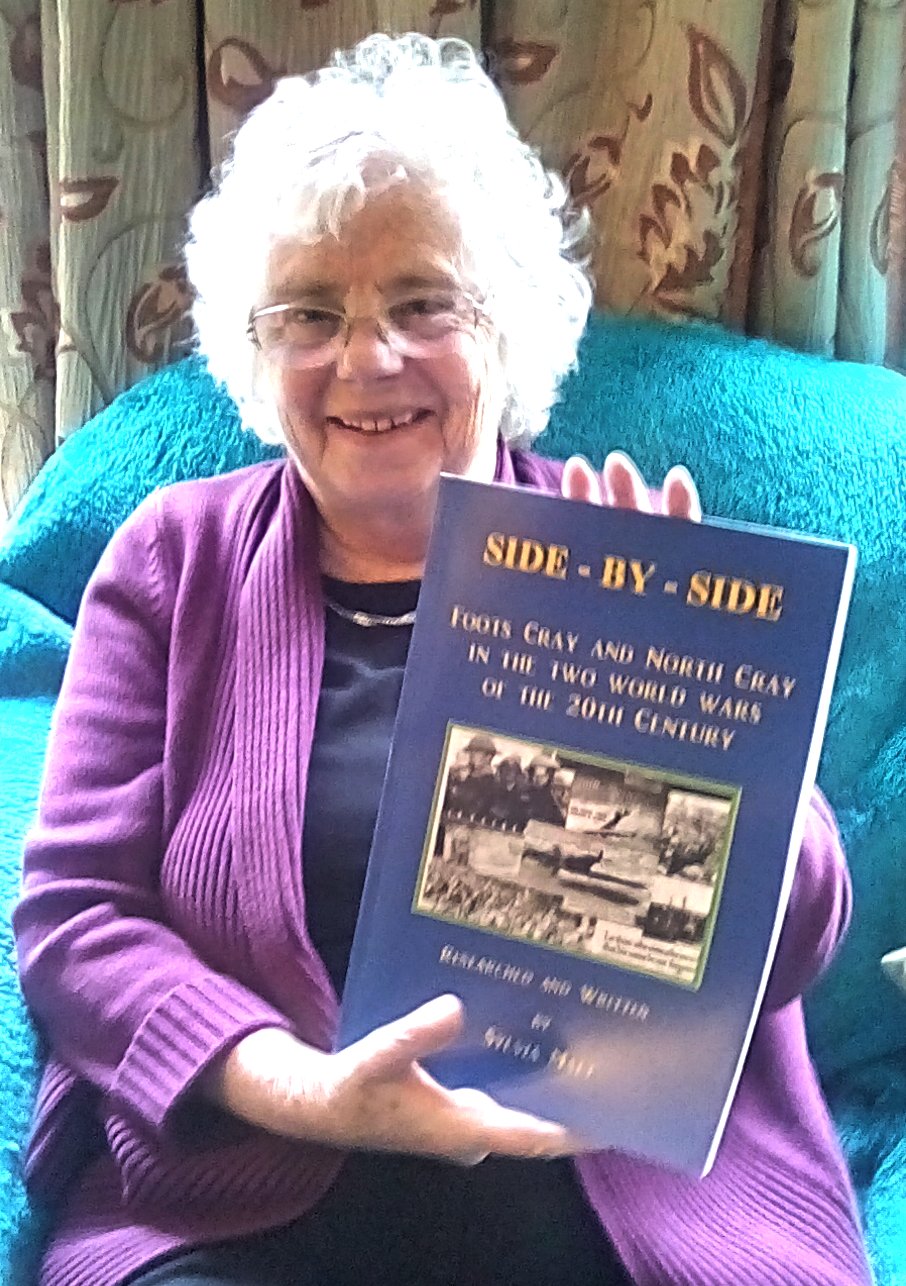 SIDE - BY - SIDE
FOOTS CRAY AND NORTH CRAY
IN THE TWO WORLD WARS
OF THE 20TH CENTURY
RESEARCHED AND WRITTEN
BY
SYLVIA